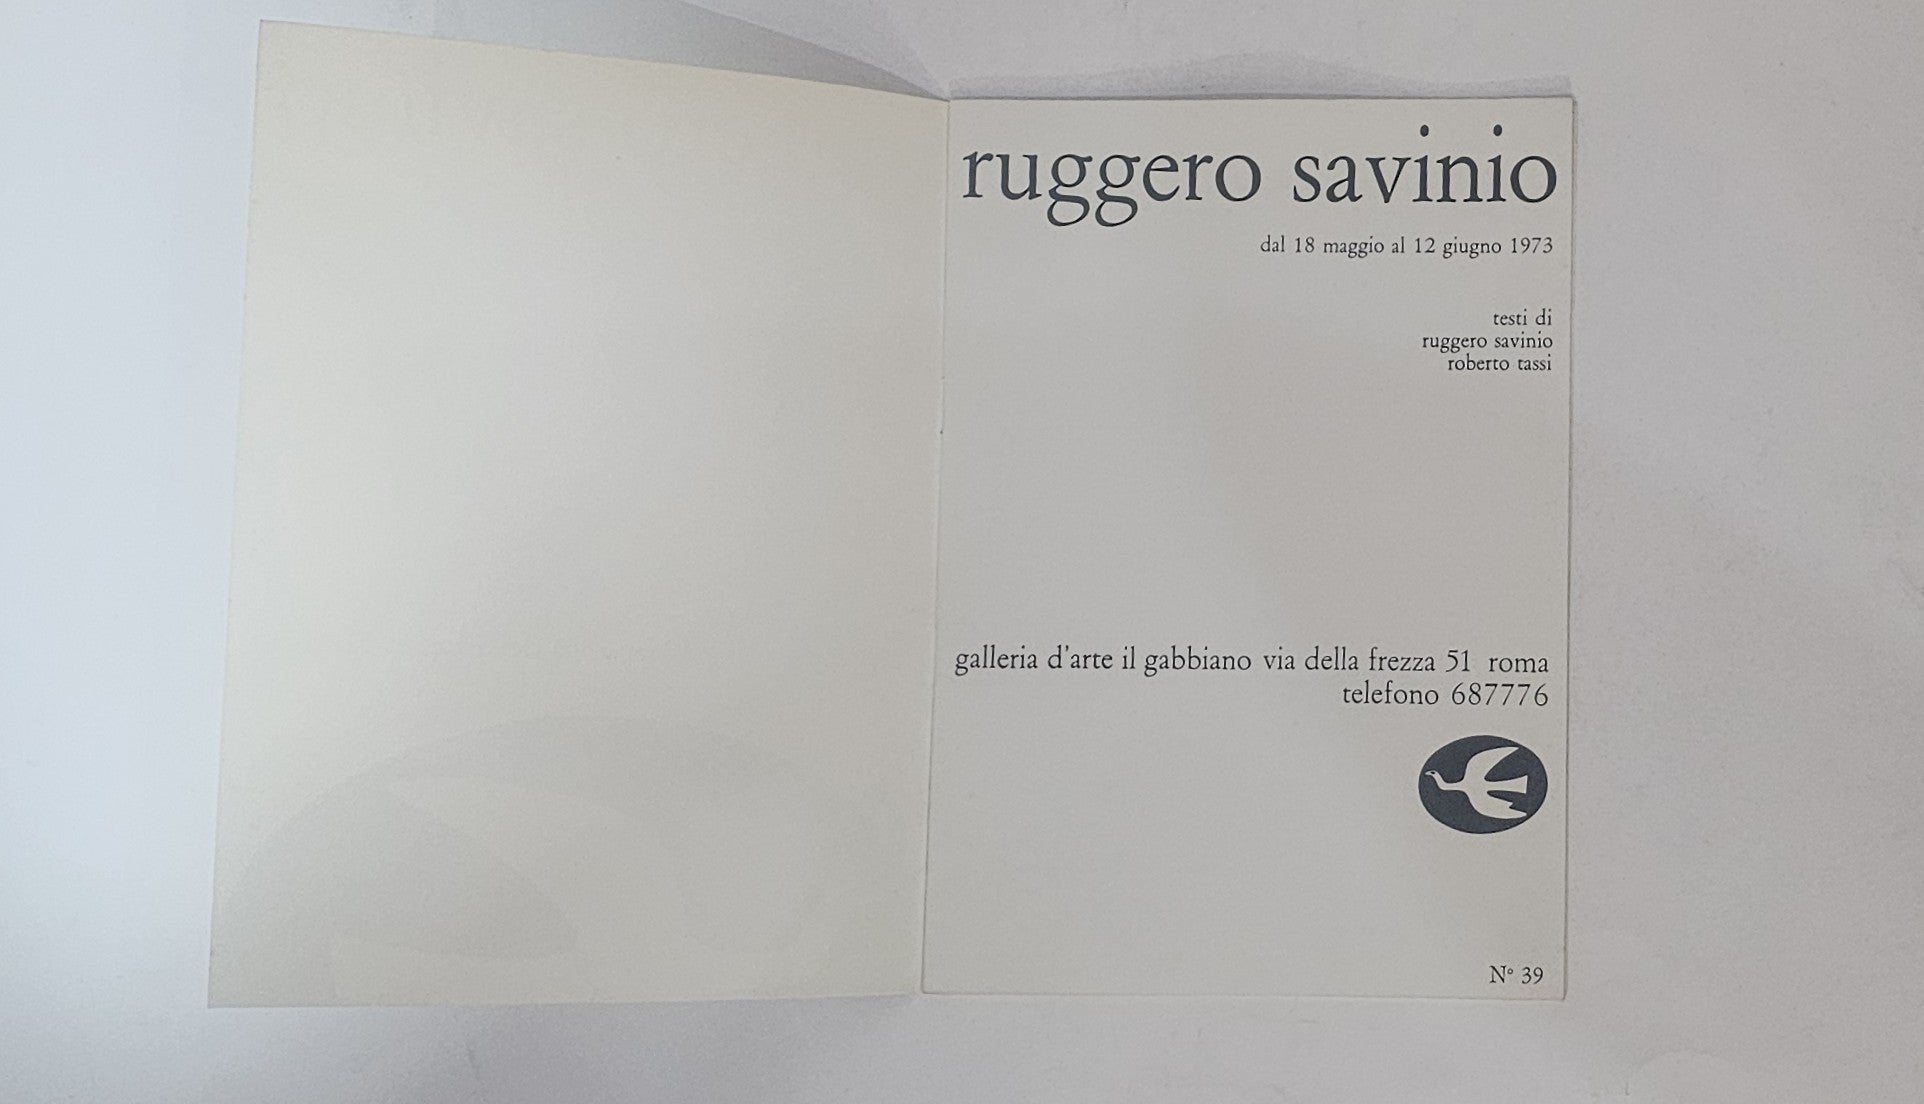 ruggero savinio
dal 18 maggio al 12 giugno 1973
testi di
ruggero savinio
roberto tassi
galleria d'arte il gabbiano via della frezza 51 roma
telefono 687776
N° 39